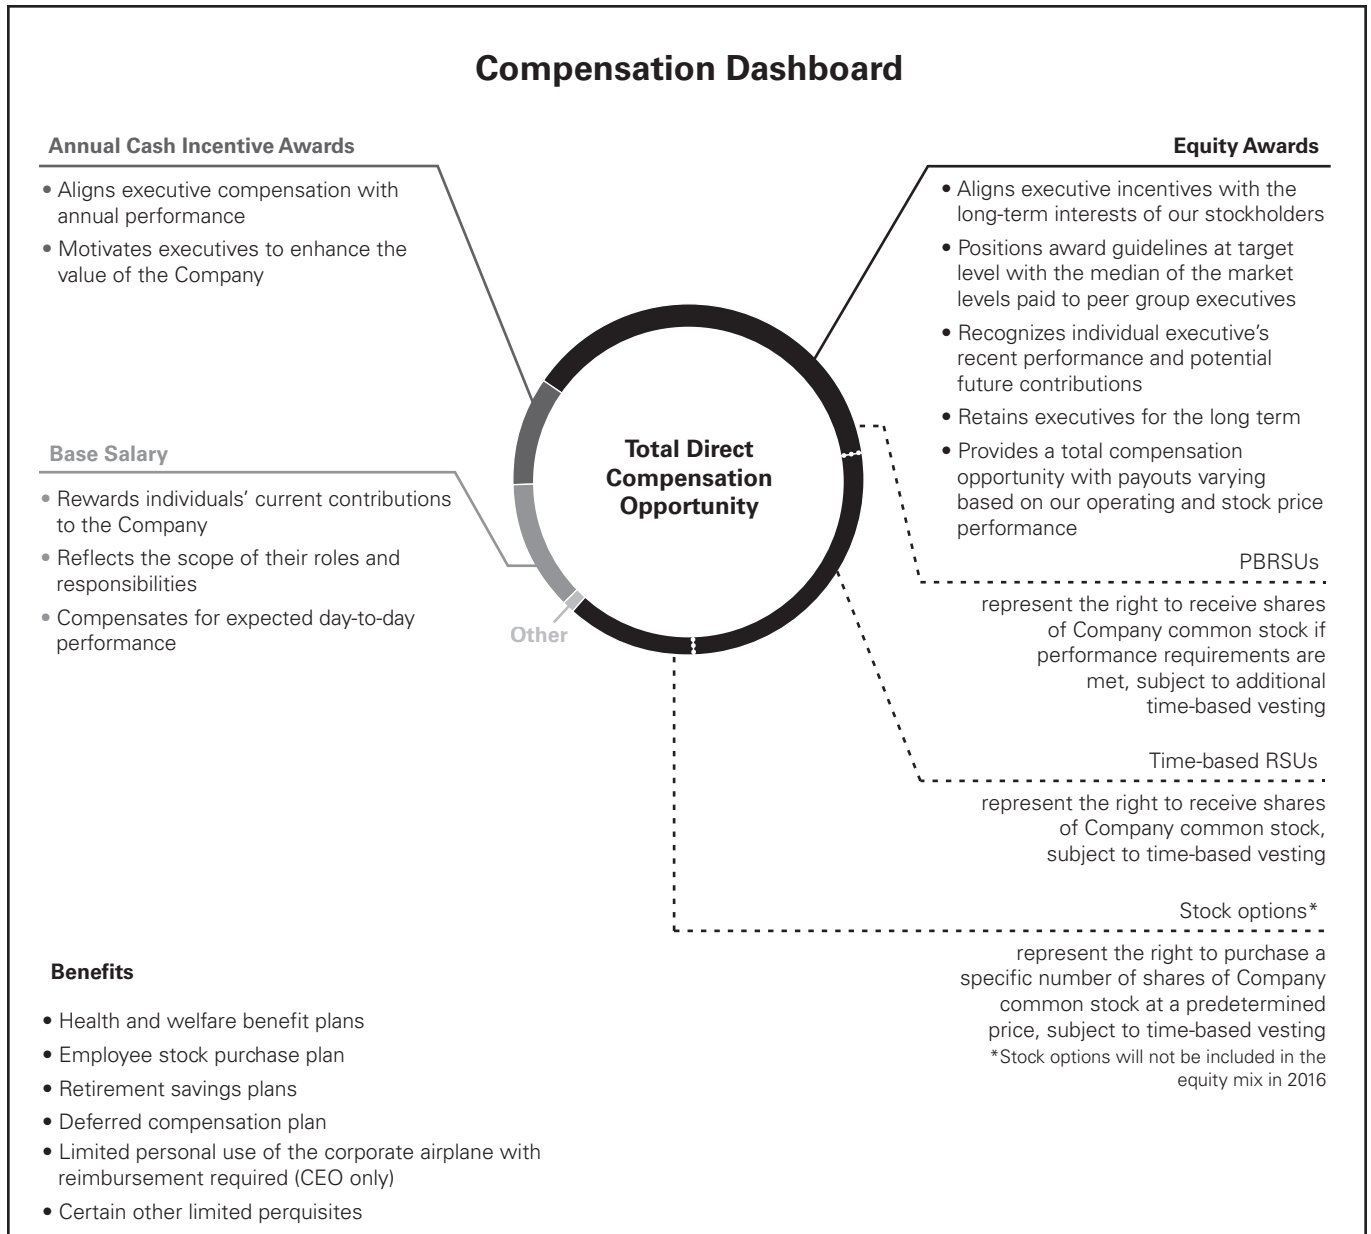 Compensation Dashboard
Annual Cash Incentive Awards
• Aligns executive compensation with
annual performance
• Motivates executives to enhance the
value of the Company
Base Salary
• Rewards individuals’ current contributions
to the Company
• Reflects the scope of their roles and
responsibilities
• Compensates for expected day-to-day
performance
Total Direct
Compensation
Opportunity
Other
Equity Awards
• Aligns executive incentives with the
long-term interests of our stockholders
• Positions award guidelines at target
level with the median of the market
levels paid to peer group executives
• Recognizes individual executive’s
recent performance and potential
future contributions
• Retains executives for the long term
• Provides a total compensation
opportunity with payouts varying
based on our operating and stock price
performance
PBRSUs
represent the right to receive shares
of Company common stock if
performance requirements are
met, subject to additional
time-based vesting
Time-based RSUs
represent the right to receive shares
of Company common stock,
subject to time-based vesting
Stock options*
represent the right to purchase a
specific number of shares of Company
common stock at a predetermined
price, subject to time-based vesting
*Stock options will not be included in the
equity mix in 2016
Benefits
• Health and welfare benefit plans
• Employee stock purchase plan
• Retirement savings plans
• Deferred compensation plan
• Limited personal use of the corporate airplane with
reimbursement required (CEO only)
• Certain other limited perquisites